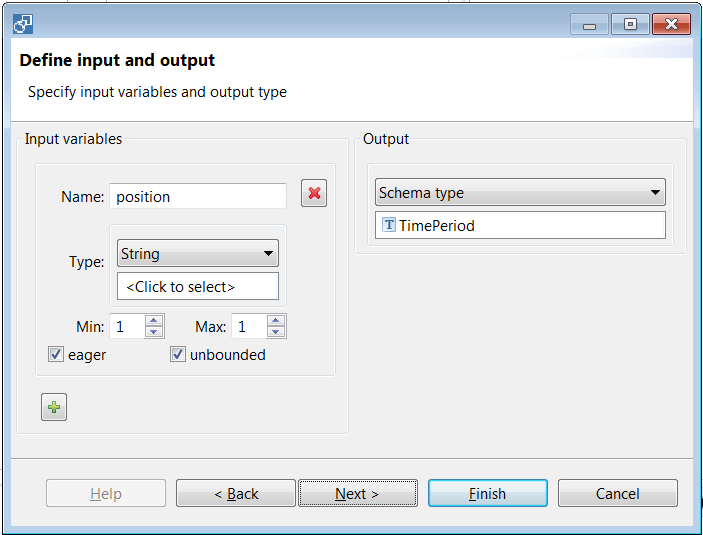 Define input and output
Specify input variables and output type
Input variables
Name: position
Type: String
<Click to select>
Min: 1 Max: 1
eager unbounded
Output
Schema type
T TimePeriod
Help < Back Next > Finish Cancel